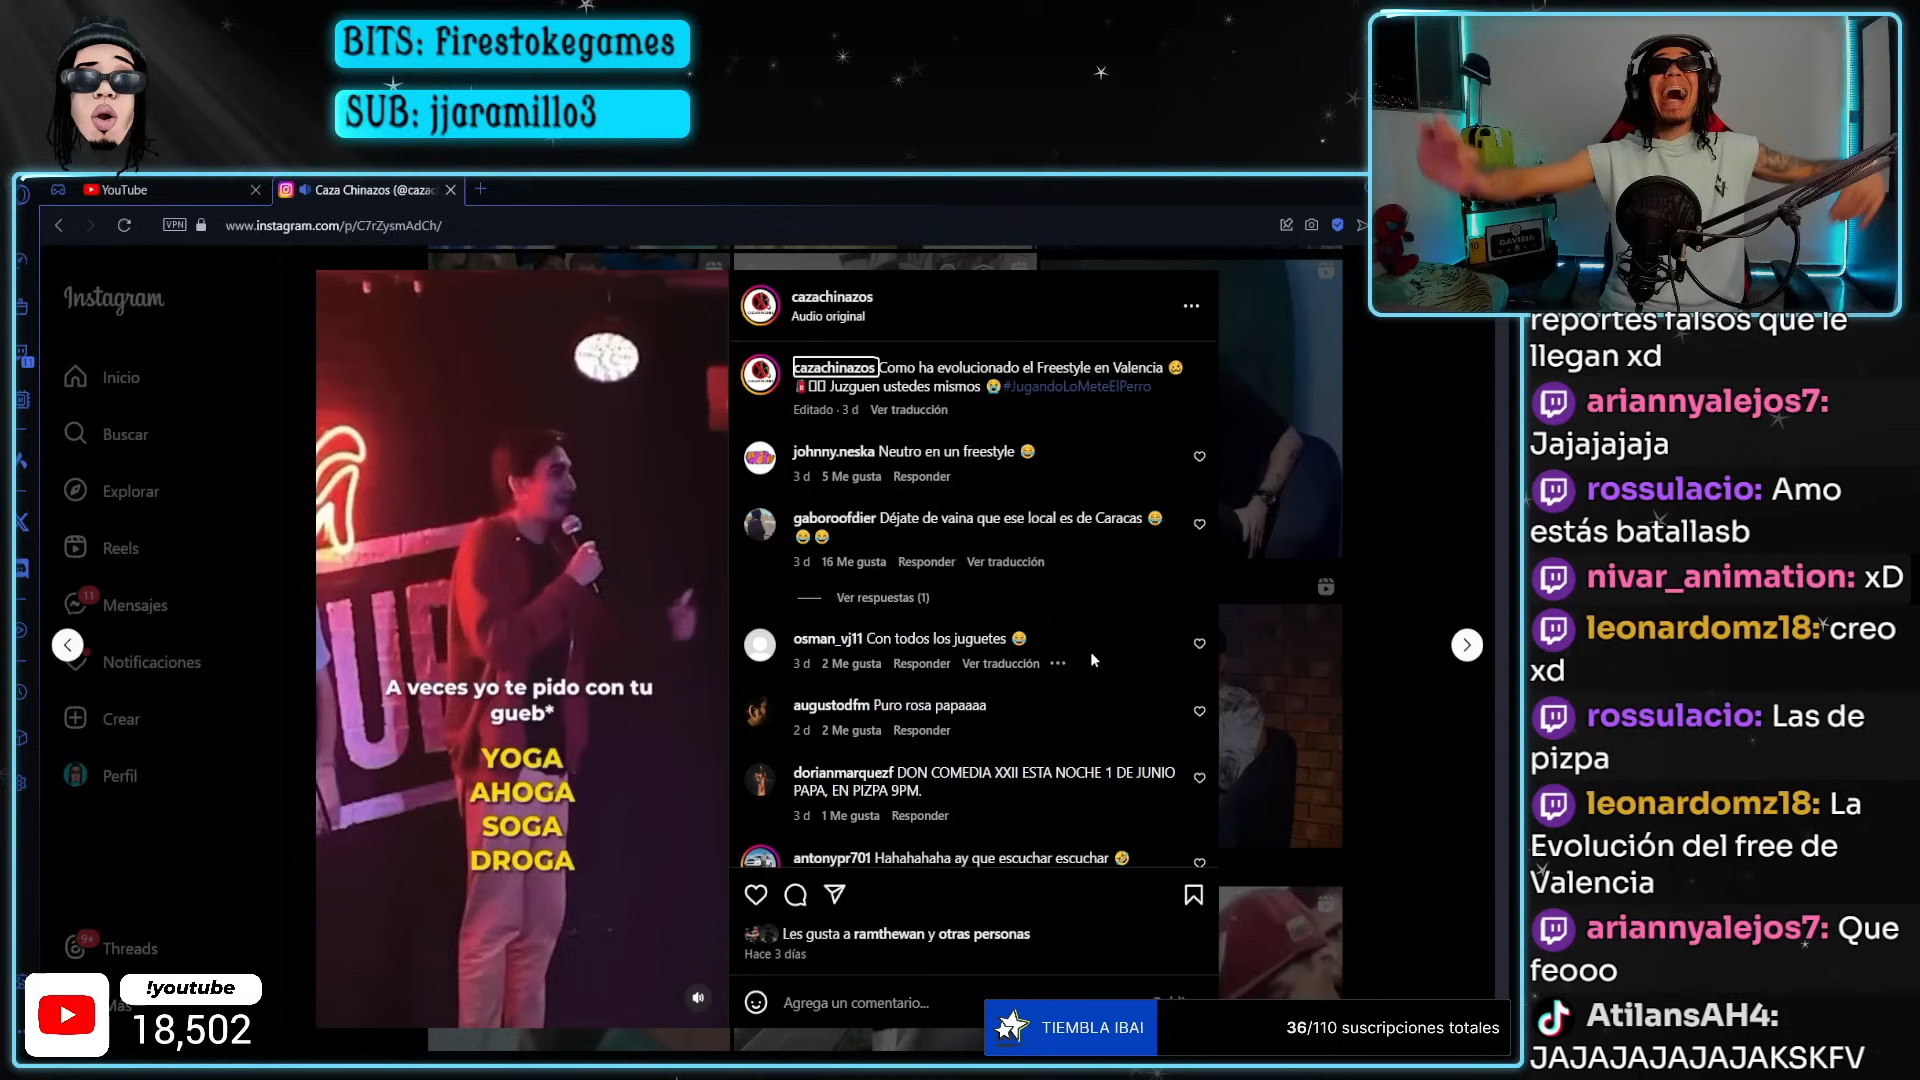 BITS: Firestokegames
SUB: jjaramillo3
YouTube
Caza Chinazos (@cazac
www.instagram.com/p/C7rZysmAdCh/
VPN
Instagram
Inicio
Buscar
Explorar
Reels
11
Mensajes
Notificaciones
Crear
Perfil
9+
Threads
Más
!youtube
18,502
A veces yo te pido con tu
gueb*
YOGA
AHOGA
SOGA
DROGA
cazachinazos
Audio original
cazachinazos Como ha evolucionado el Freestyle en Valencia 🥴
Juzguen ustedes mismos 😭 #JugandoLoMeteElPerro
Editado · 3 d Ver traducción
johnny.neska Neutro en un freestyle 😂
3 d 5 Me gusta Responder
gaboroofdier Déjate de vaina que ese local es de Caracas 😂
😂 😂
3 d 16 Me gusta Responder Ver traducción
Ver respuestas (1)
osman_vj11 Con todos los juguetes 😂
3 d 2 Me gusta Responder Ver traducción
augustodfm Puro rosa papaaaa
2 d 2 Me gusta Responder
dorianmarquezf DON COMEDIA XXII ESTA NOCHE 1 DE JUNIO
PAPA, EN PIZPA 9PM.
3 d 1 Me gusta Responder
antonypr701 Hahahahaha ay que escuchar escuchar 🤣
Les gusta a ramthewan y otras personas
Hace 3 días
Agrega un comentario...
TIEMBLA IBAI
36/110 suscripciones totales
GAVIRIA
10
reportes falsos que le
llegan xd
ariannyalejos7:
Jajajajaja
rossulacio: Amo
estás batallasb
nivar_animation: xD
leonardomz18: creo
xd
rossulacio: Las de
pizpa
leonardomz18: La
Evolución del free de
Valencia
ariannyalejos7: Que
feooo
AtilansAH4:
JAJAJAJAJAJAKSKFV